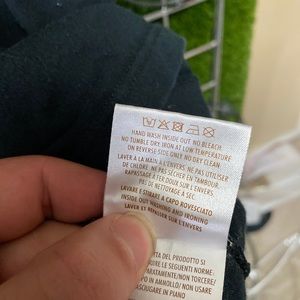 HAND WASH INSIDE OUT NO BLEACH
NO TUMBLE DRY IRON AT LOW TEMPERATURE
ON REVERSE SIDE ONLY NO DRY CLEAN
LAVER A LA MAIN À L'ENVERS. NE PAS UTILISER
DE CHLORE. NE PAS SÉCHER EN TAMBOUR.
RAPASSAGE A FER DOUX SUR L'ENVERS
PAS DE NETTOYAGE A SEC
LAVARE E STIRARE A CAPO ROVESCIATO
INSIDE OUT WASHING AND IRONING
LAVER ET REPASSER SUR L'ENVERS
DEL PRODOTTO SI
RE LE SEGUENTI NORME.
APARTAMENTE/NON TORCERE/
IN AMMOLLO/NON USARE
ASCIUGARE IN PIANO